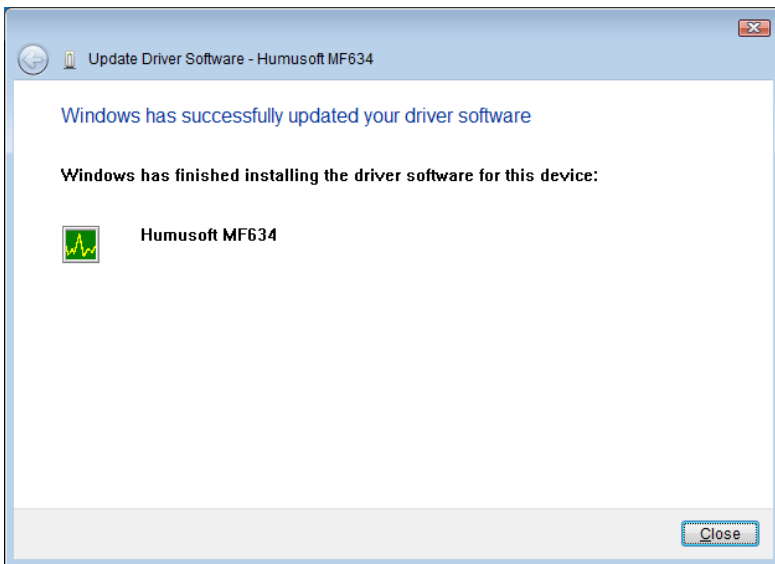 Update Driver Software - Humusoft MF634
Windows has successfully updated your driver software
Windows has finished installing the driver software for this device:
Humusoft MF634
Close